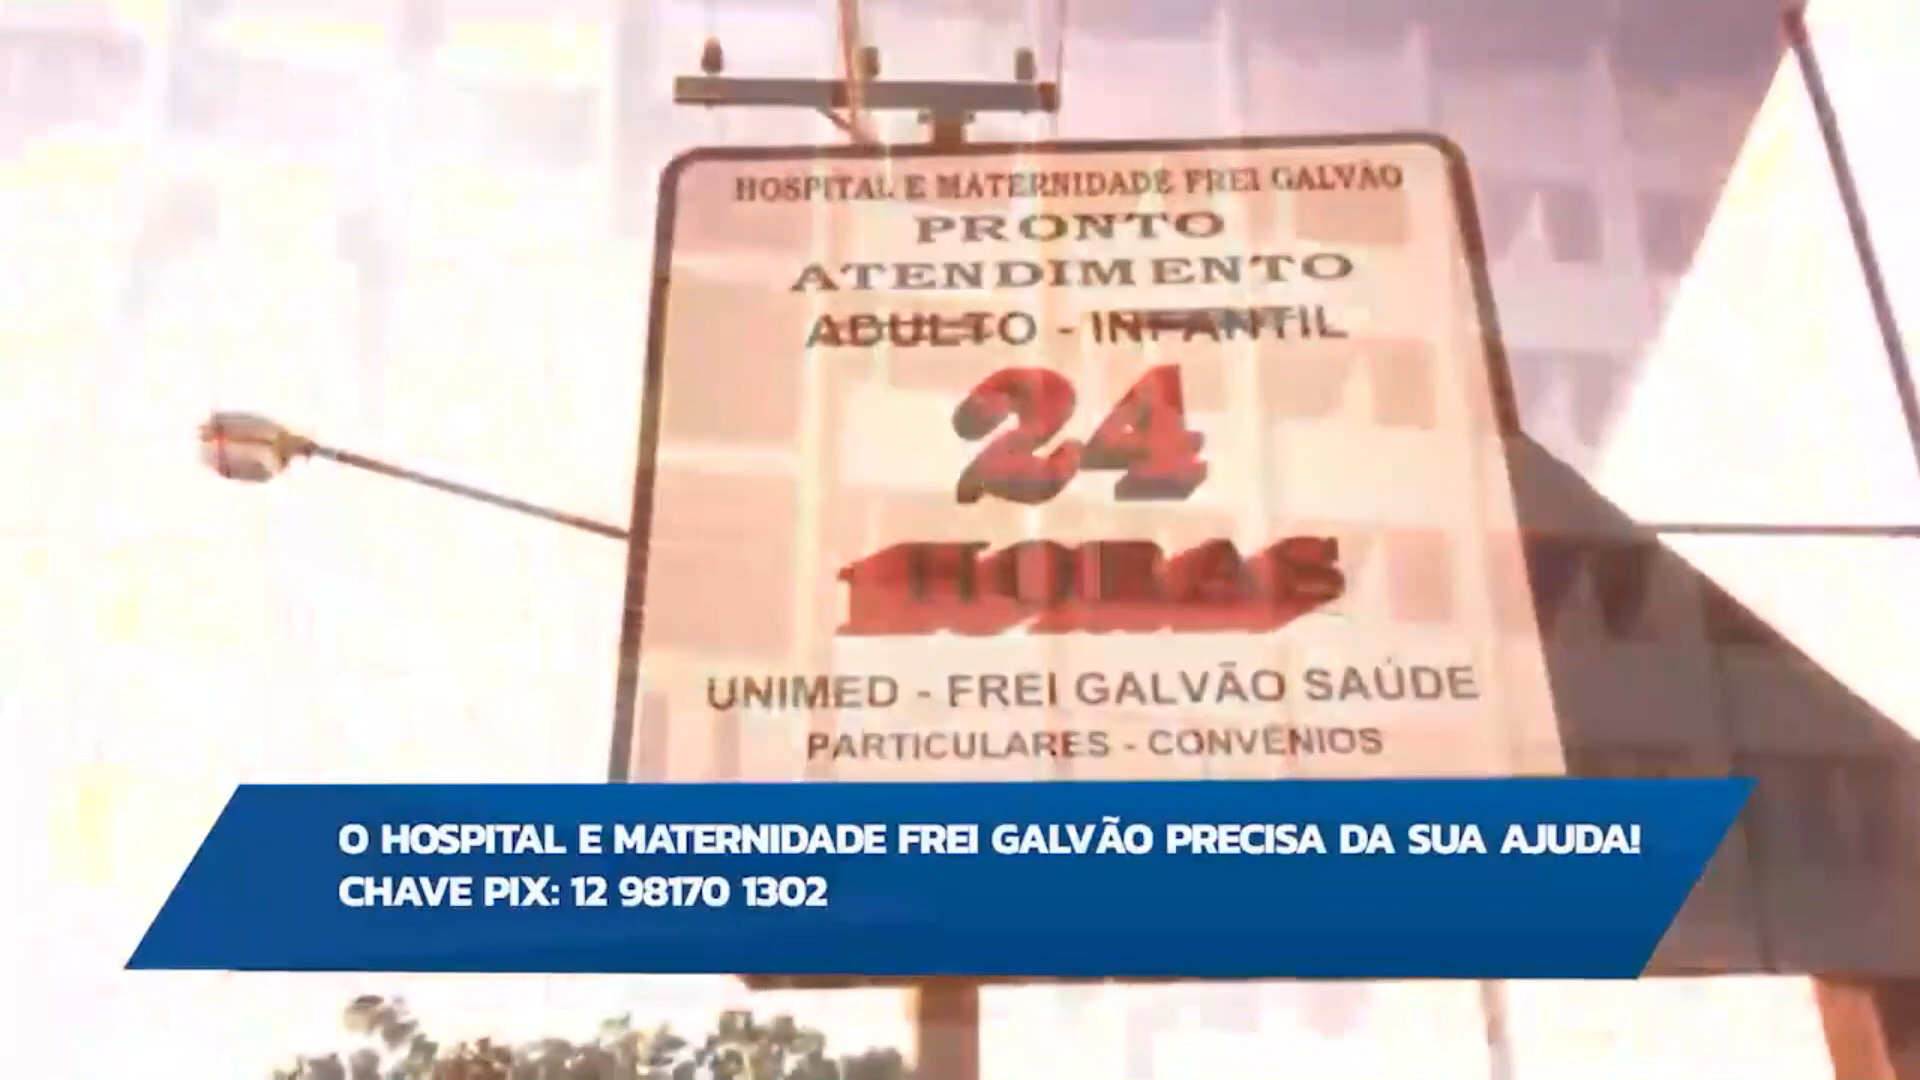 HOSPITAL E MATERNIDADE FREI GALVÃO
PRONTO
ATENDIMENTO
ADULTO - INFANTIL
24
HORAS
UNIMED - FREI GALVÃO SAÚDE
PARTICULARES - CONVÊNIOS
O HOSPITAL E MATERNIDADE FREI GALVÃO PRECISA DA SUA AJUDA!
CHAVE PIX: 12 98170 1302